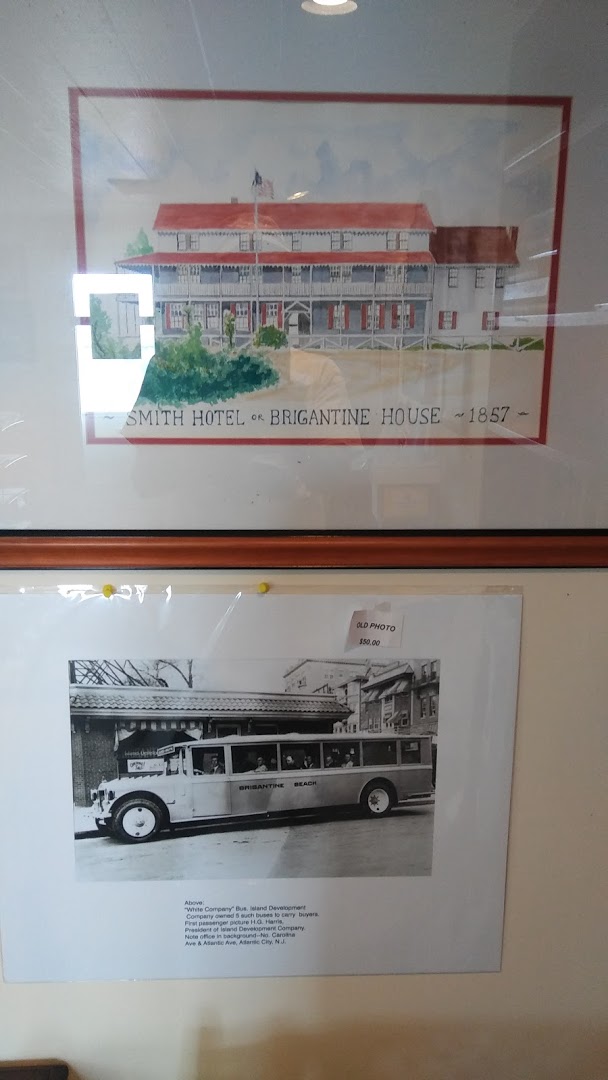 ~ SMITH HOTEL OR BRIGANTINE HOUSE ~ 1857 ~
OLD PHOTO
$50.00
BRIGANTINE BEACH
Above:
"White Company" Bus. Island Development
Company owned 5 such buses to carry buyers.
First passenger picture H.G. Harris,
President of Island Development Company,
Note office in background--No. Carolina
Ave & Atlantic Ave, Atlantic City, N J.